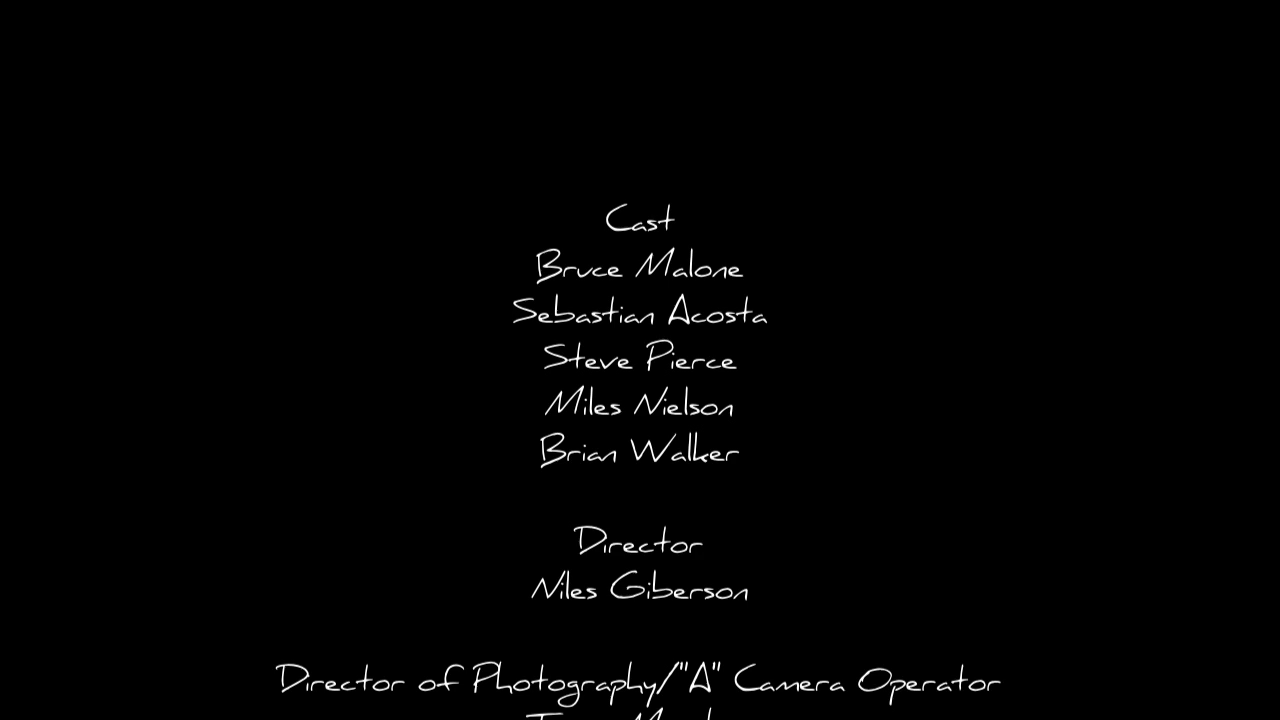 Cast
Bruce Malone
Sebastian Acosta
Steve Pierce
Miles Nielson
Brian Walker
Director
Niles Giberson
Director of Photography/"A" Camera Operator